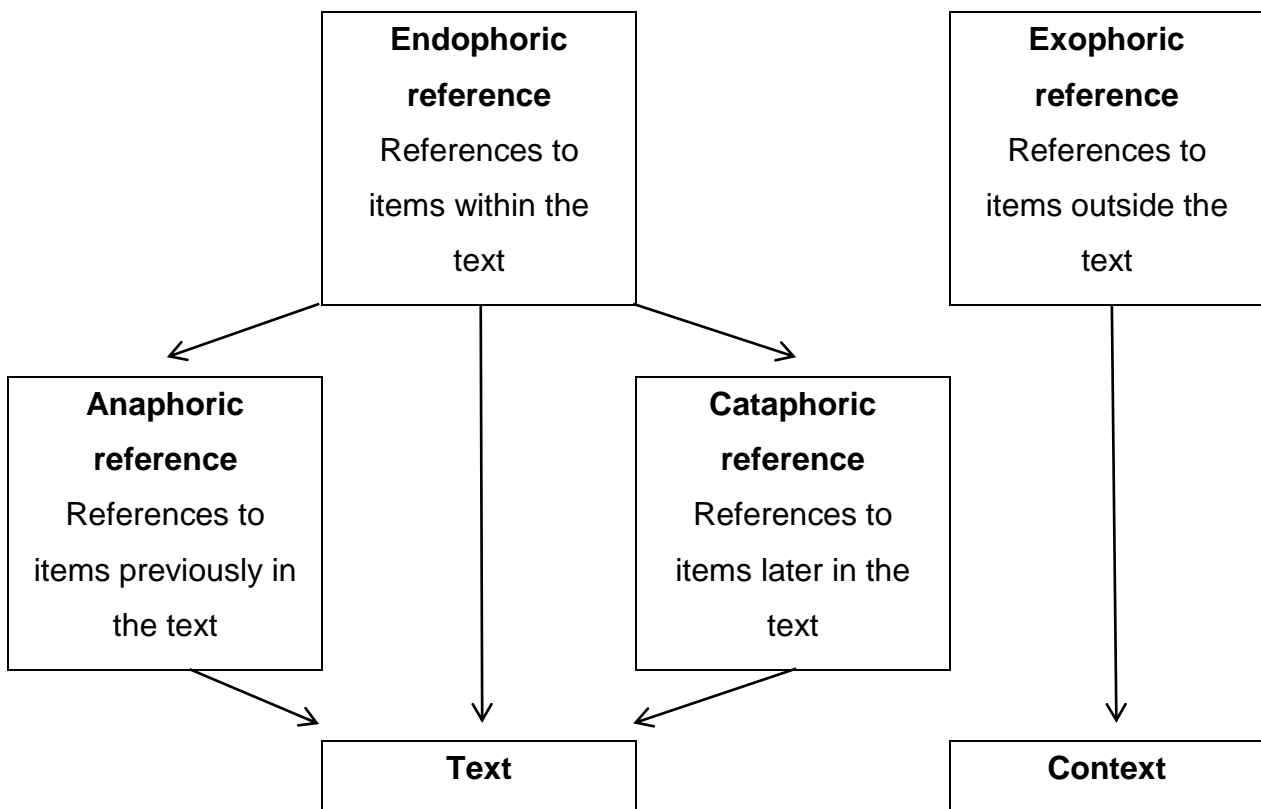 Endophoric
reference
References to
items within the
text
Exophoric
reference
References to
items outside the
text
Anaphoric
reference
References to
items previously in
the text
Cataphoric
reference
References to
items later in the
text
Text
Context